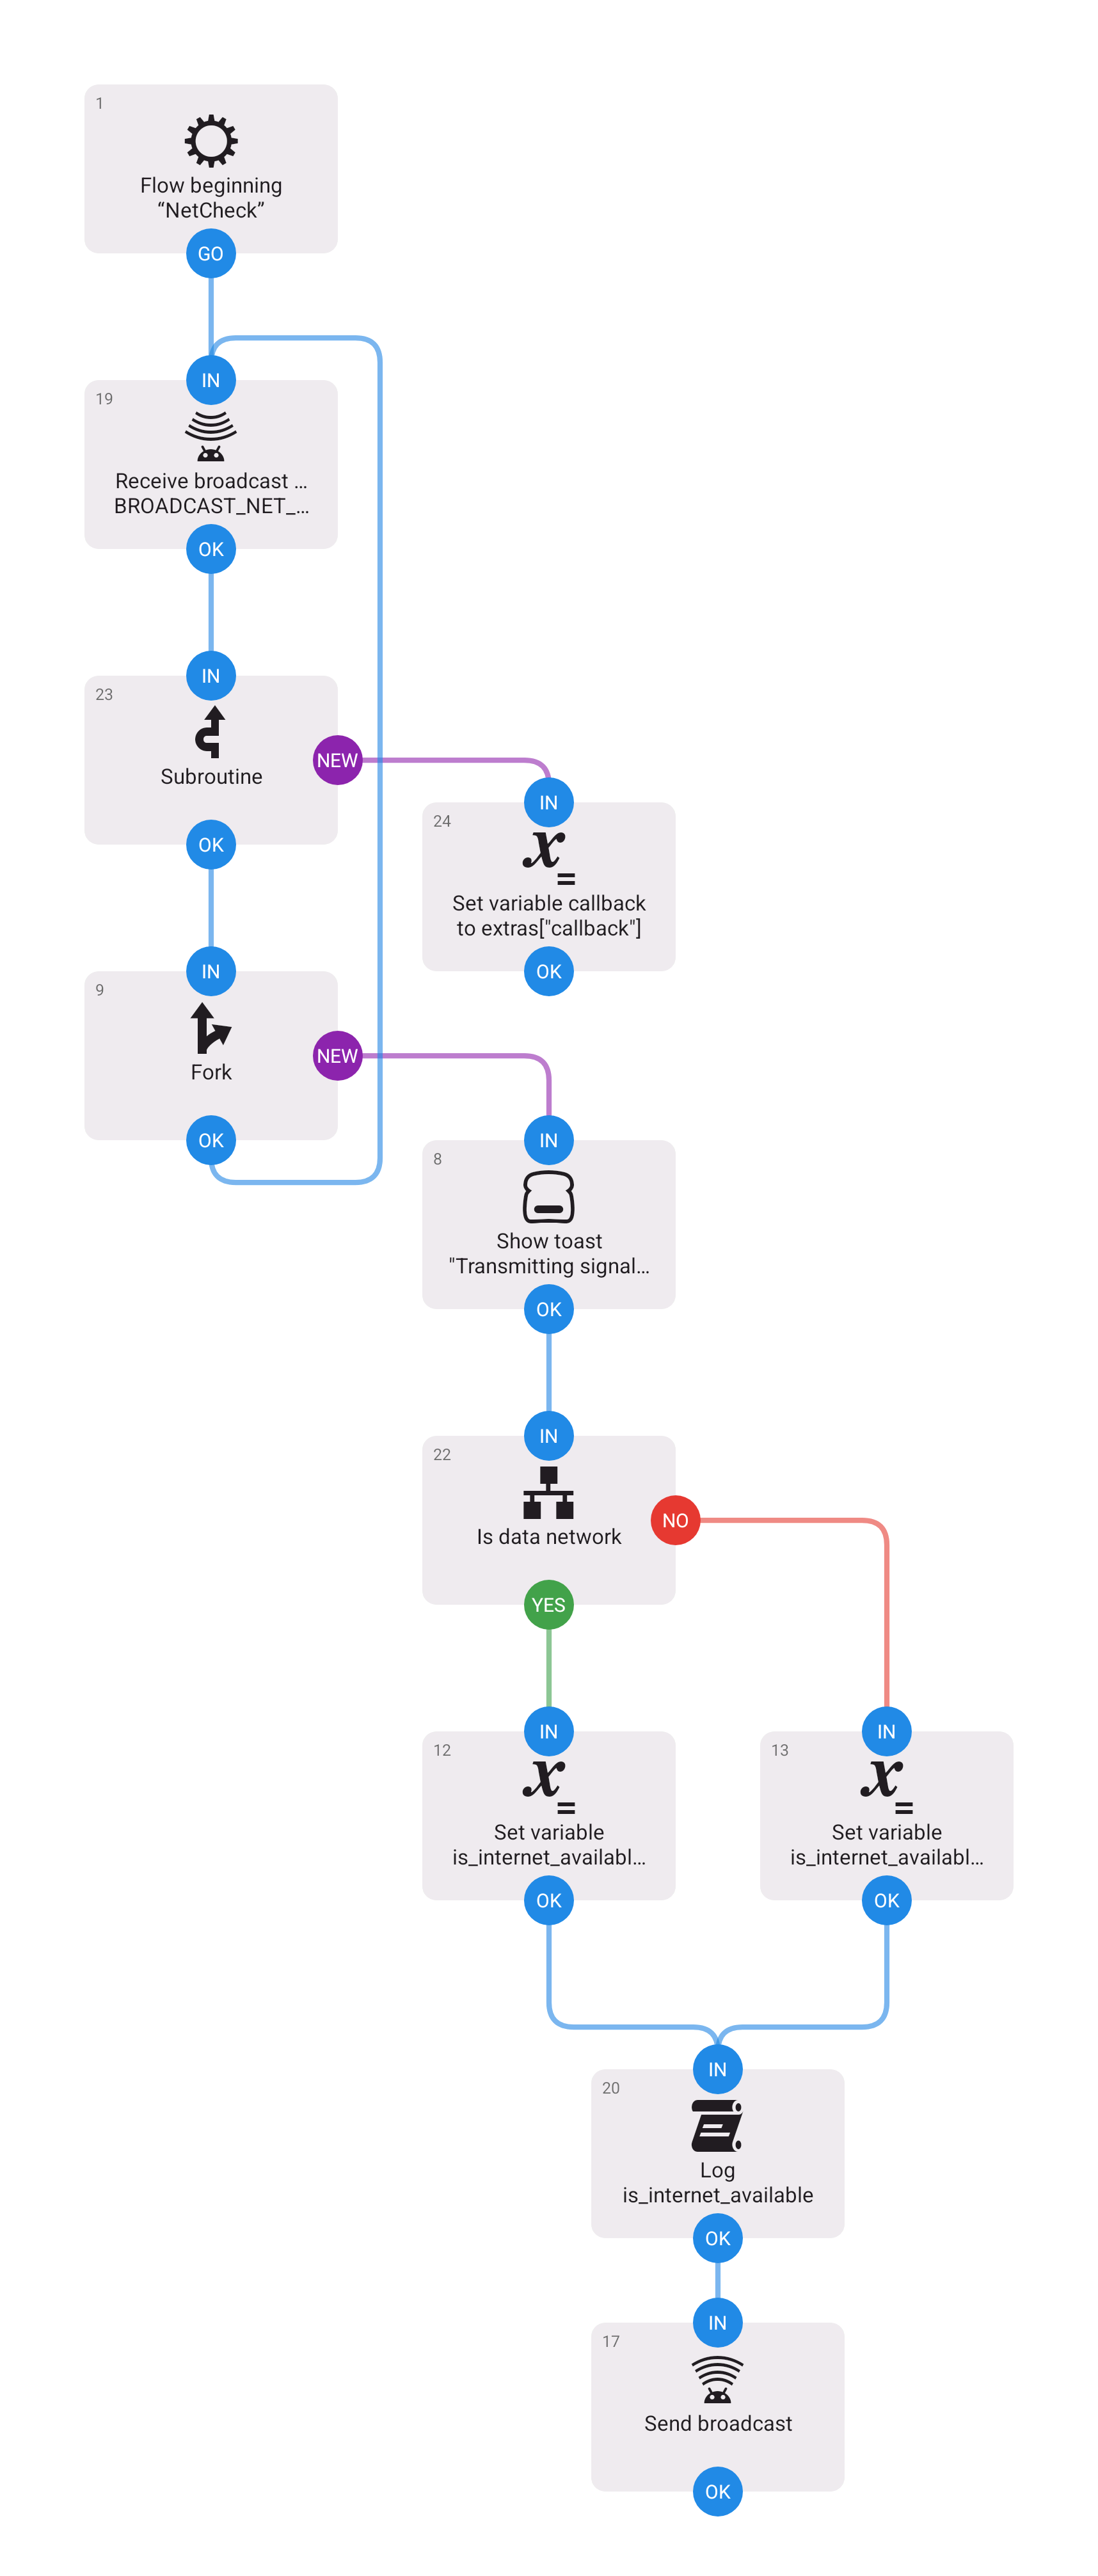 1
Flow beginning
“NetCheck”
GO
IN
19
Receive broadcast ...
BROADCAST_NET_...
OK
IN
23
Subroutine
NEW
OK
IN
24
Set variable callback
to extras["callback"]
OK
IN
9
Fork
NEW
OK
IN
8
Show toast
"Transmitting signal...
OK
IN
22
Is data network
NO
YES
IN
12
Set variable
is_internet_availabl...
OK
IN
13
Set variable
is_internet_availabl...
OK
IN
20
Log
is_internet_available
OK
IN
17
Send broadcast
OK